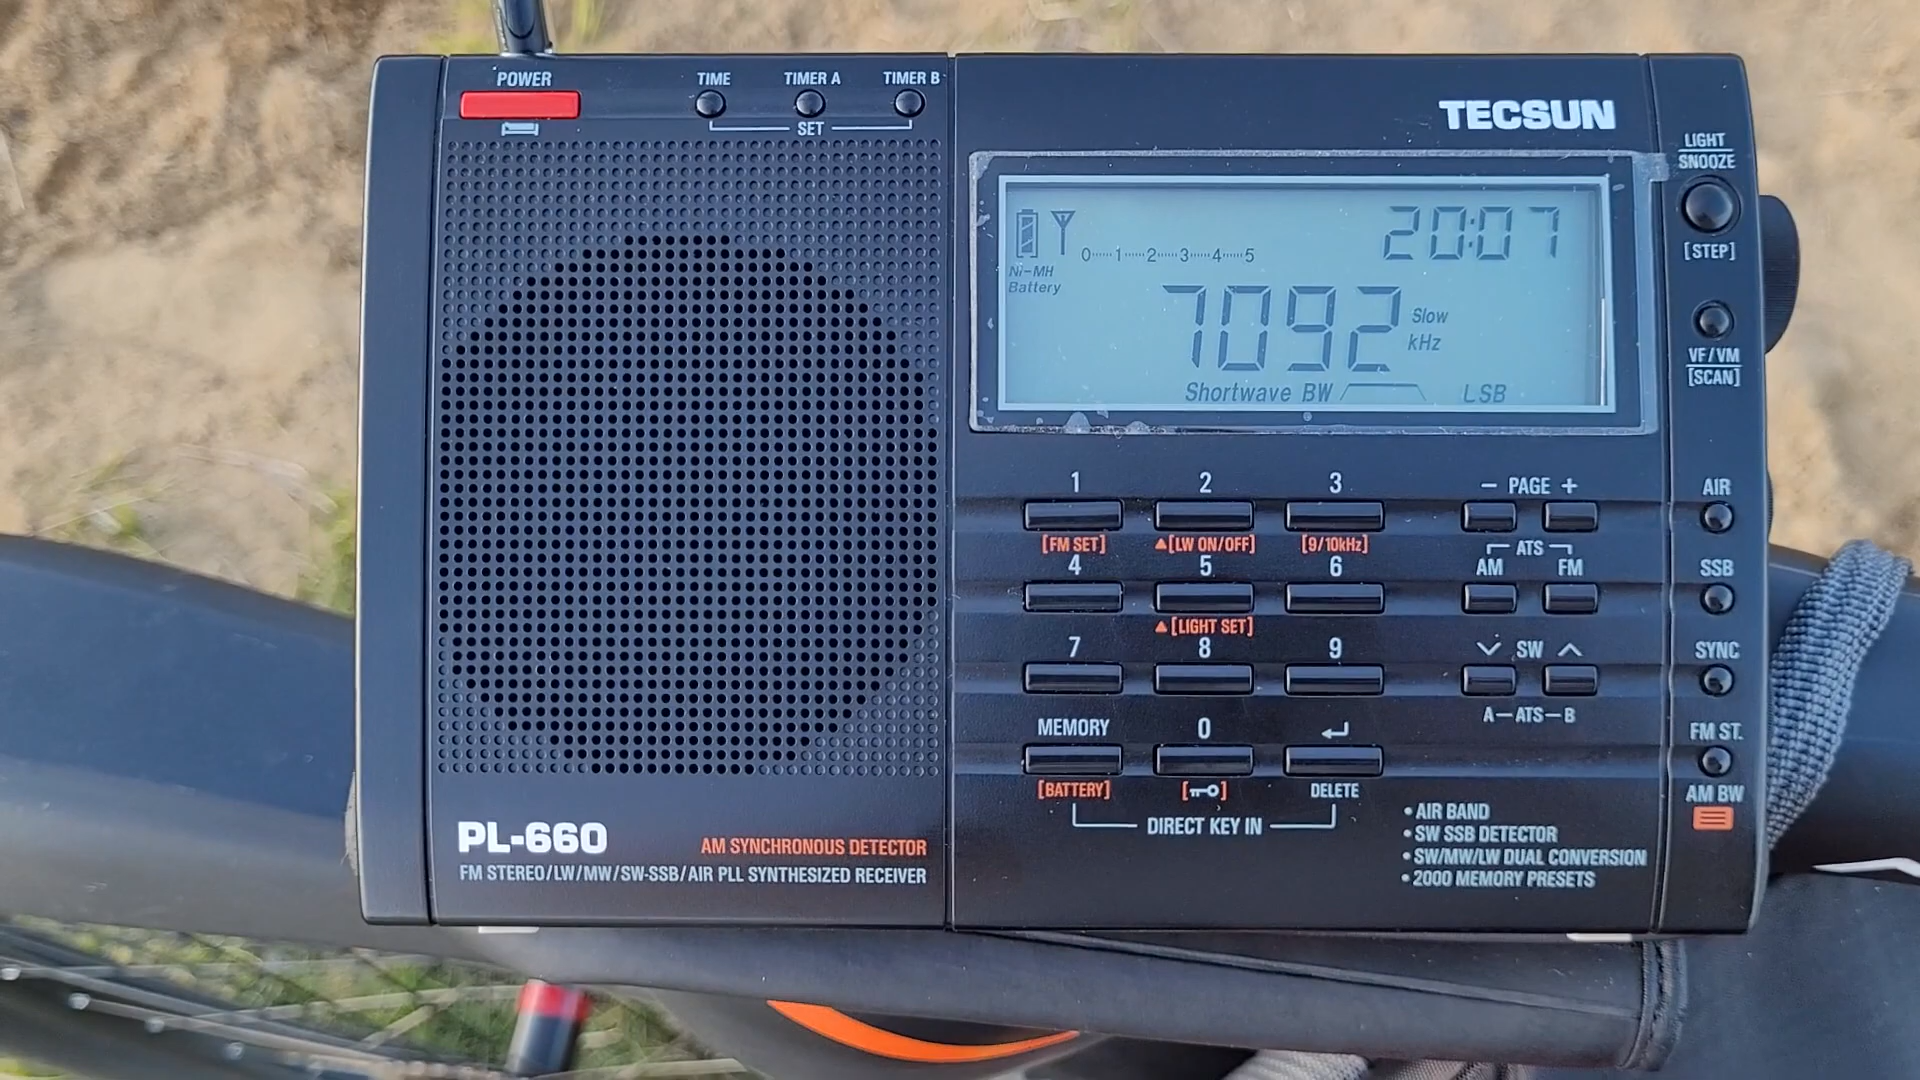 POWER
TIME TIMER A TIMER B
SET
TECSUN
LIGHT
SNOOZE
[STEP]
20:07
0 1 2 3 4 5
Ni-MH
Battery
7092 Slow
kHz
Shortwave BW LSB
VF/VM
[SCAN]
1 2 3 - PAGE + AIR
[FM SET] ▲[LW ON/OFF] [9/10kHz] ATS
4 5 6 AM FM SSB
▲[LIGHT SET]
7 8 9 SW SYNC
A-ATS-B
MEMORY 0 FM ST.
[BATTERY] DELETE AM BW
DIRECT KEY IN
• AIR BAND
• SW SSB DETECTOR
• SW/MW/LW DUAL CONVERSION
• 2000 MEMORY PRESETS
PL-660 AM SYNCHRONOUS DETECTOR
FM STEREO/LW/MW/SW-SSB/AIR PLL SYNTHESIZED RECEIVER